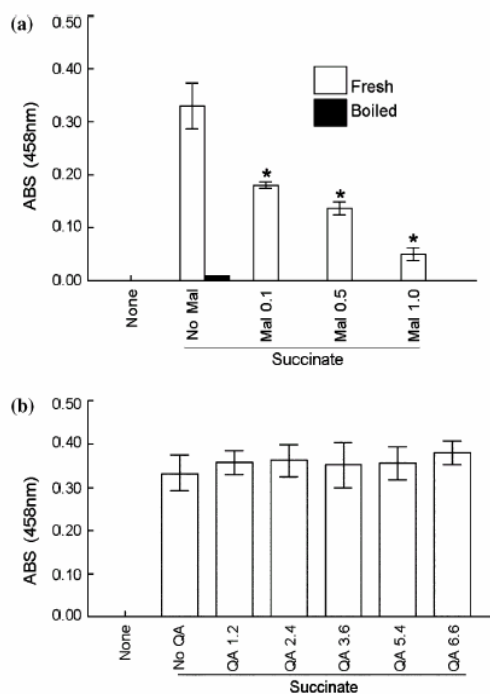 (a)
0.50
0.40
0.30
0.20
0.10
0.00
ABS (458nm)
Fresh
Boiled
*
*
*
None
No Mal
Mal 0.1
Mal 0.5
Mal 1.0
Succinate
(b)
0.50
0.40
0.30
0.20
0.10
0.00
ABS (458nm)
None
No QA
QA 1.2
QA 2.4
QA 3.6
QA 5.4
QA 6.6
Succinate